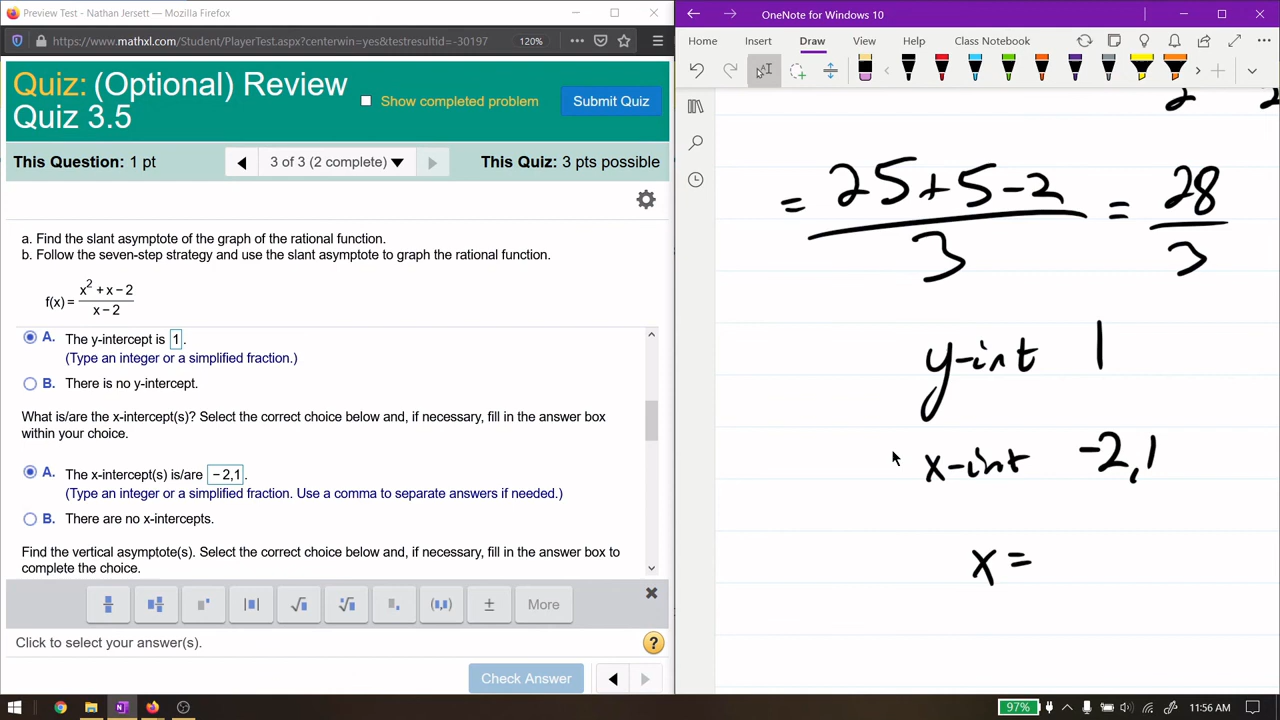 Preview Test - Nathan Jersett — Mozilla Firefox
https://www.mathxl.com/Student/PlayerTest.aspx?centerwin=yes&testresultid=-30197
120%
Quiz: (Optional) Review
Quiz 3.5
Show completed problem
Submit Quiz
This Question: 1 pt
3 of 3 (2 complete)
This Quiz: 3 pts possible
a. Find the slant asymptote of the graph of the rational function.
b. Follow the seven-step strategy and use the slant asymptote to graph the rational function.
f(x) = (x² + x − 2)/(x − 2)
A. The y-intercept is 1.
(Type an integer or a simplified fraction.)
B. There is no y-intercept.
What is/are the x-intercept(s)? Select the correct choice below and, if necessary, fill in the answer box
within your choice.
A. The x-intercept(s) is/are − 2,1.
(Type an integer or a simplified fraction. Use a comma to separate answers if needed.)
B. There are no x-intercepts.
Find the vertical asymptote(s). Select the correct choice below and, if necessary, fill in the answer box to
complete the choice.
More
Click to select your answer(s).
?
Check Answer
OneNote for Windows 10
Home Insert Draw View Help Class Notebook
= (25+5-2)/3 = 28/3
y-int 1
x-int -2,1
x =
97%
11:56 AM